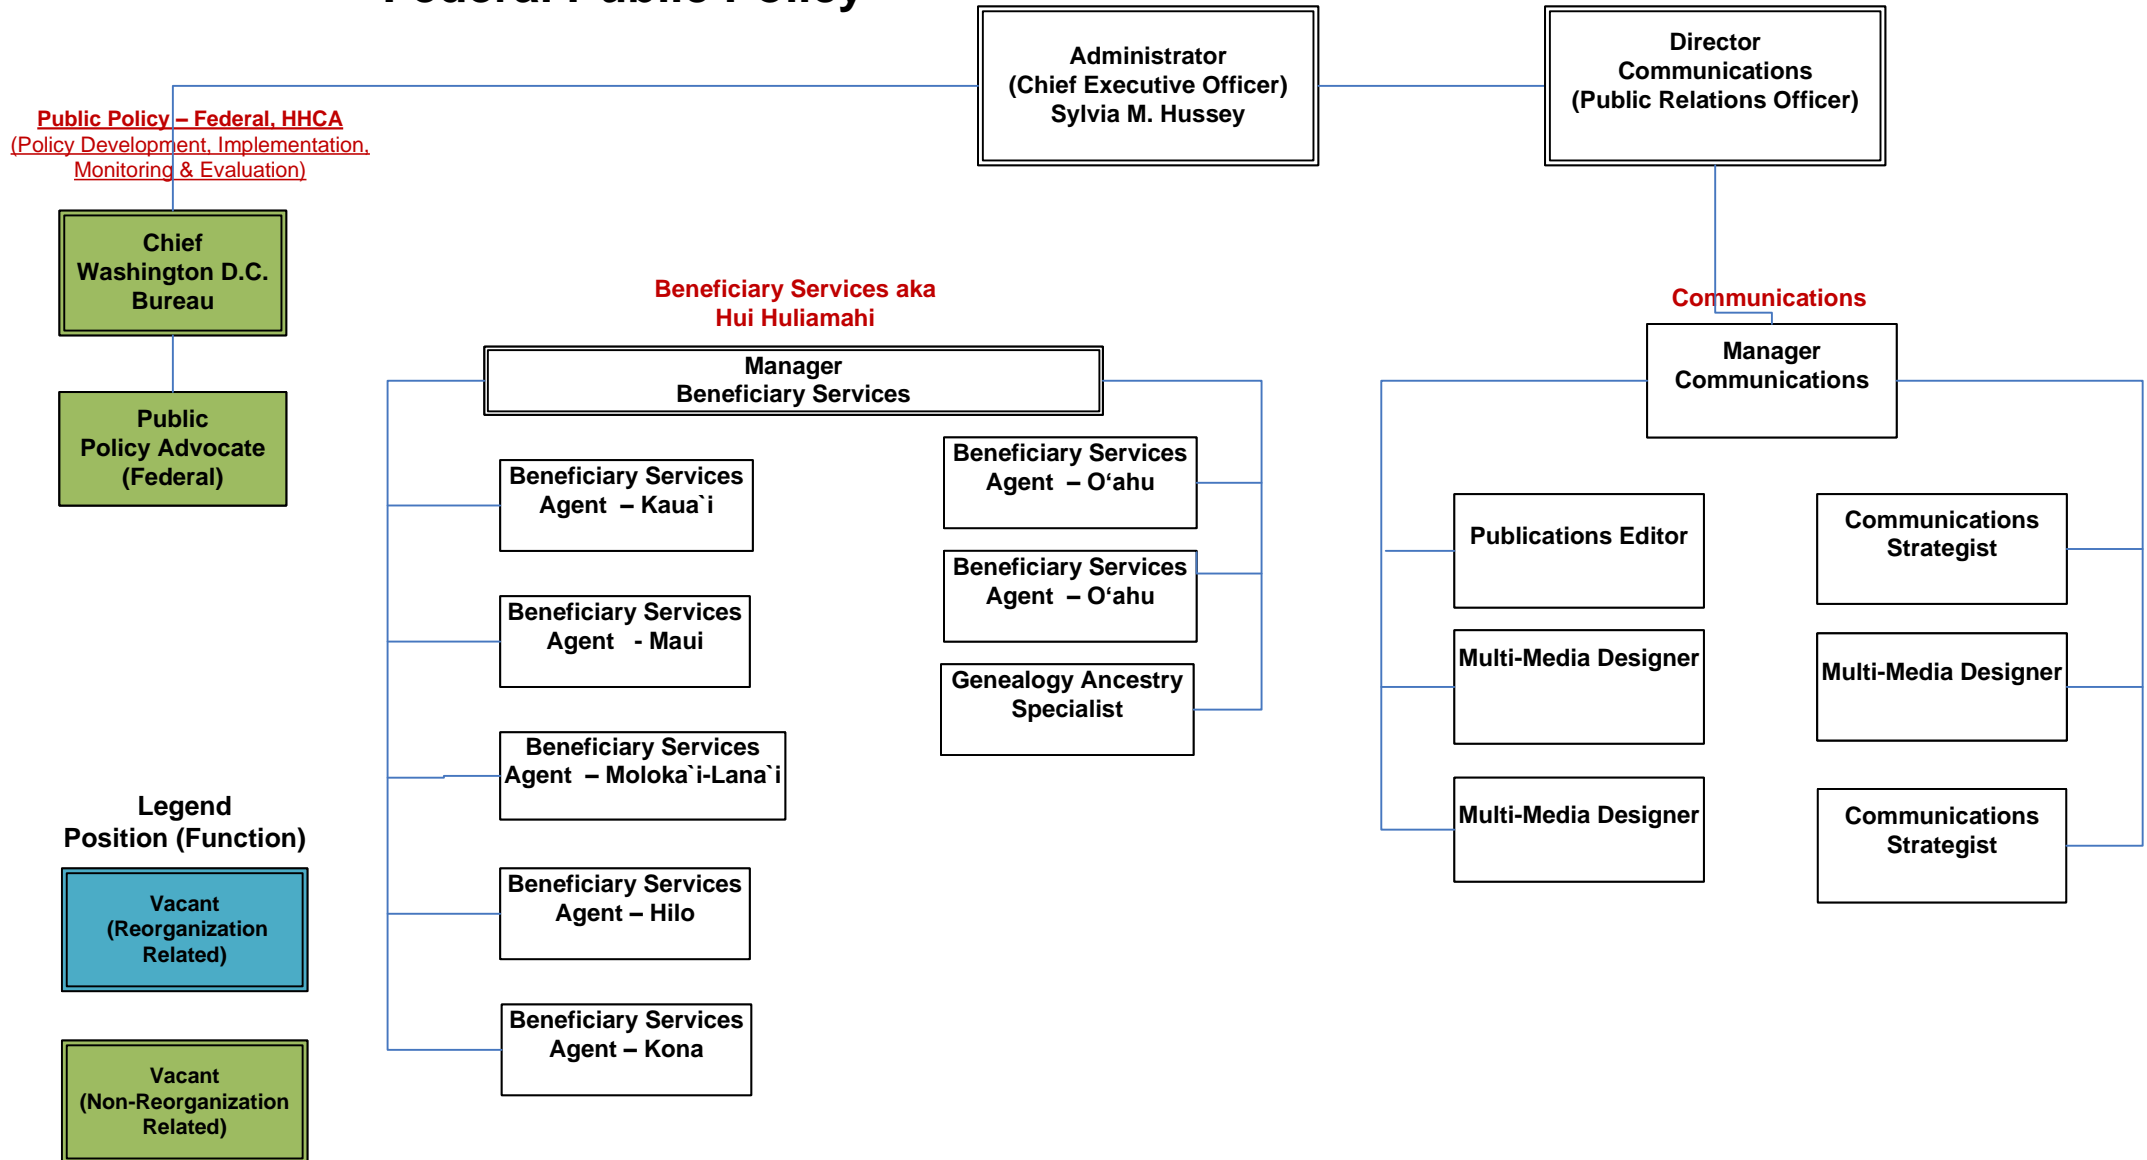 Federal Public Policy
Administrator
(Chief Executive Officer)
Sylvia M. Hussey
Director
Communications
(Public Relations Officer)
Public Policy – Federal, HHCA
(Policy Development, Implementation,
Monitoring & Evaluation)
Chief
Washington D.C.
Bureau
Public
Policy Advocate
(Federal)
Beneficiary Services aka
Hui Huliamahi
Manager
Beneficiary Services
Beneficiary Services
Agent – Kaua`i
Beneficiary Services
Agent - Maui
Beneficiary Services
Agent – Moloka`i-Lana`i
Beneficiary Services
Agent – Hilo
Beneficiary Services
Agent – Kona
Beneficiary Services
Agent – O‘ahu
Beneficiary Services
Agent – O‘ahu
Genealogy Ancestry
Specialist
Communications
Manager
Communications
Publications Editor
Multi-Media Designer
Multi-Media Designer
Communications
Strategist
Multi-Media Designer
Communications
Strategist
Legend
Position (Function)
Vacant
(Reorganization
Related)
Vacant
(Non-Reorganization
Related)